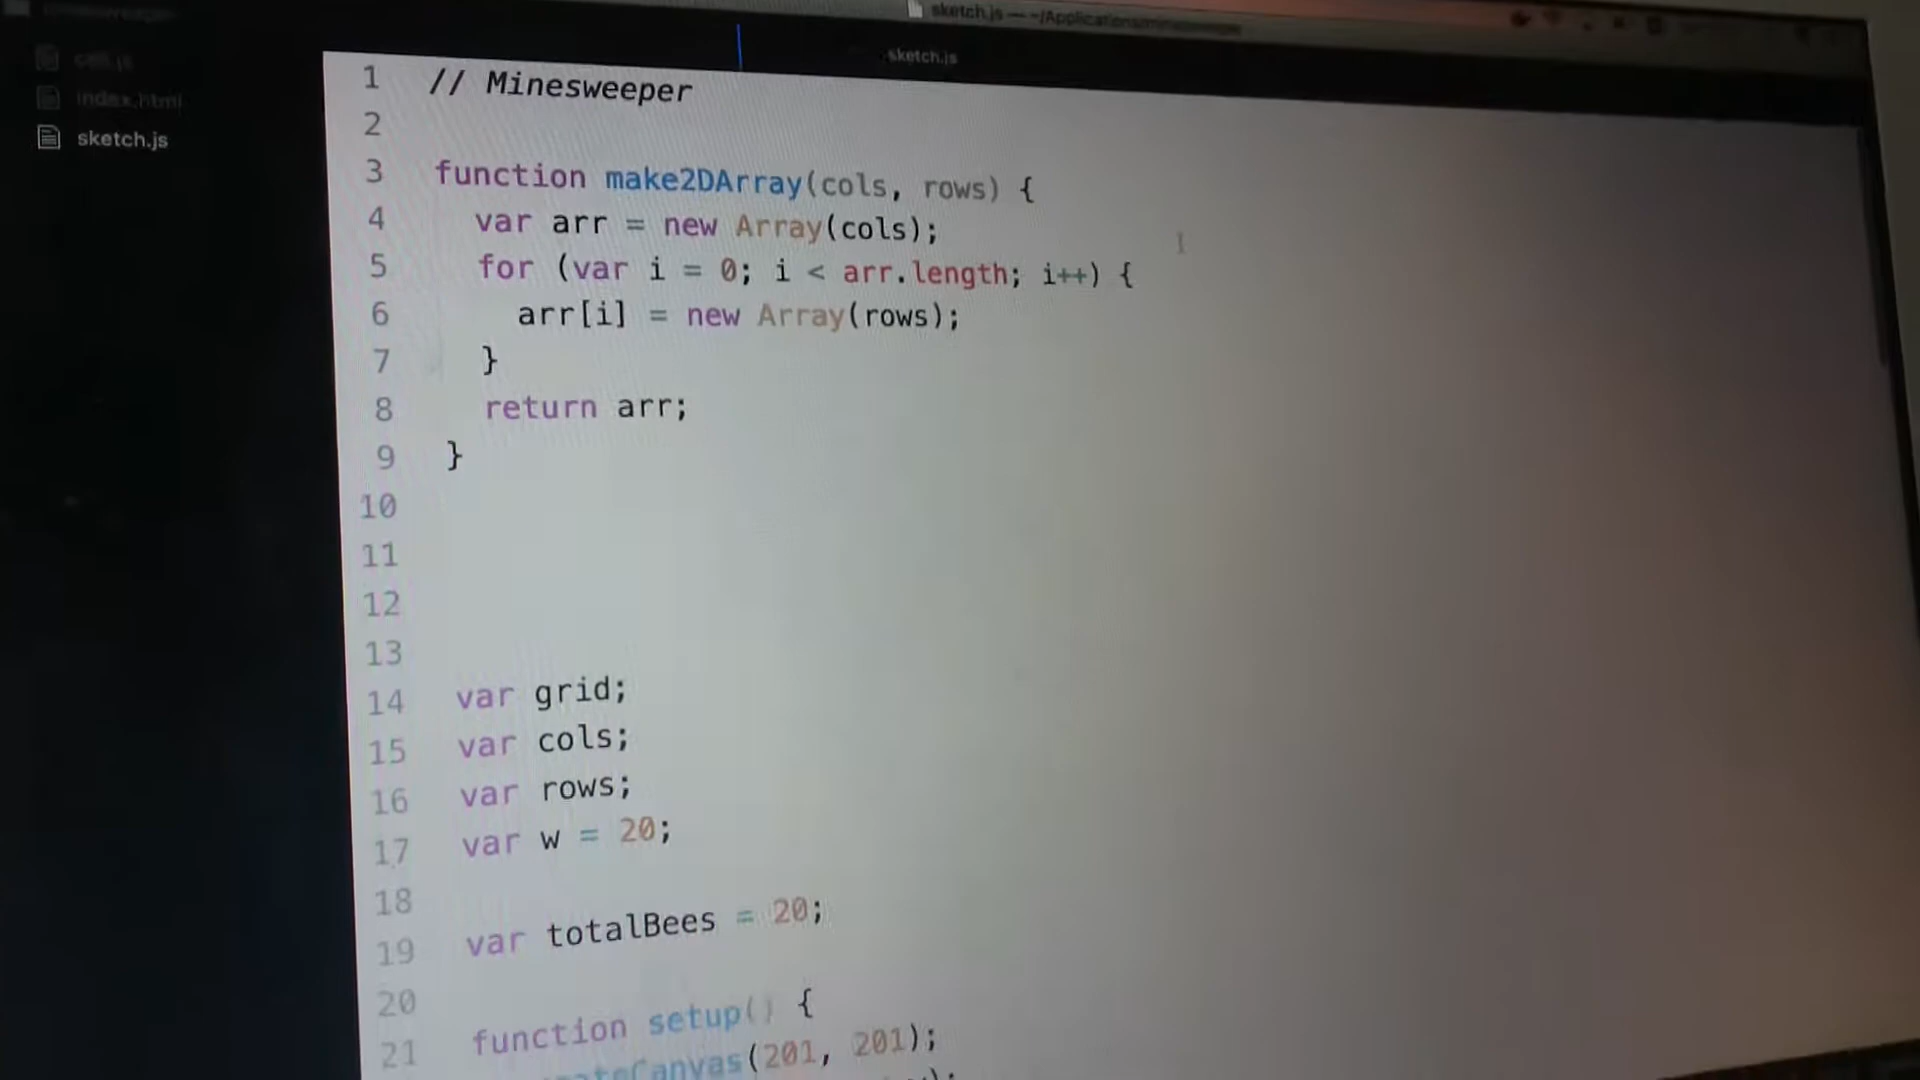 sketch.js — ~/Applications/minesweeper
cell.js
index.html
sketch.js
sketch.js
1 // Minesweeper
2
3 function make2DArray(cols, rows) {
4 var arr = new Array(cols);
5 for (var i = 0; i < arr.length; i++) {
6 arr[i] = new Array(rows);
7 }
8 return arr;
9 }
10
11
12
13
14 var grid;
15 var cols;
16 var rows;
17 var w = 20;
18
19 var totalBees = 20;
20
21 function setup() {
(201, 201);